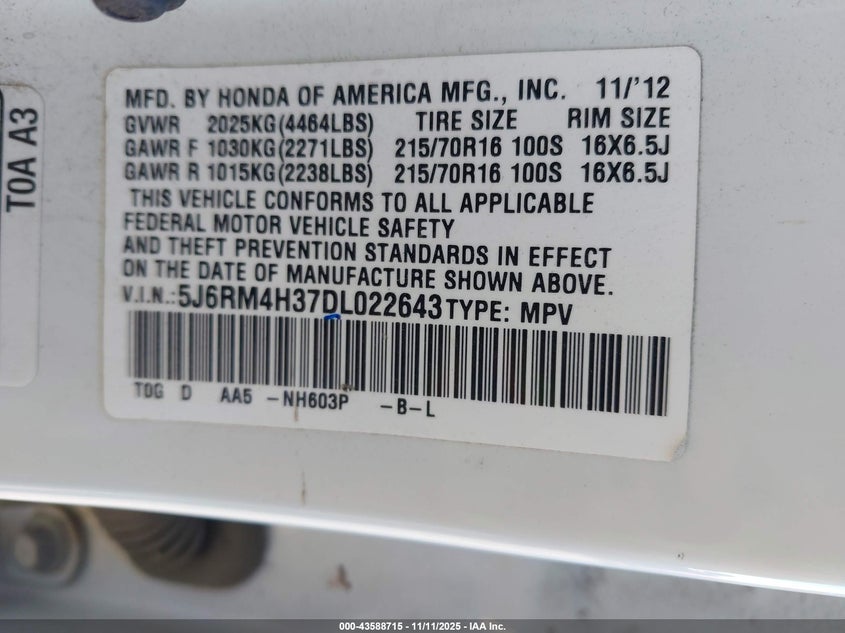 T0A A3
MFD. BY HONDA OF AMERICA MFG., INC. 11/'12
GVWR 2025KG(4464LBS) TIRE SIZE RIM SIZE
GAWR F 1030KG(2271LBS) 215/70R16 100S 16X6.5J
GAWR R 1015KG(2238LBS) 215/70R16 100S 16X6.5J
THIS VEHICLE CONFORMS TO ALL APPLICABLE
FEDERAL MOTOR VEHICLE SAFETY
AND THEFT PREVENTION STANDARDS IN EFFECT
ON THE DATE OF MANUFACTURE SHOWN ABOVE.
V.I.N.:5J6RM4H37DL022643 TYPE: MPV
T0G D AA5 -NH603P -B-L
000-43588715 - 11/11/2025 - IAA Inc.